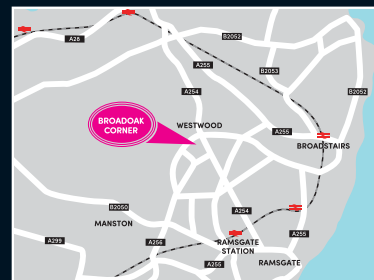 B2052
A28
A255
B2053
A254
B2052
BROADOAK
CORNER
WESTWOOD
A255
BROADSTAIRS
B2050
MANSTON
A254
A299
A256
RAMSGATE
STATION
A255
A255
RAMSGATE